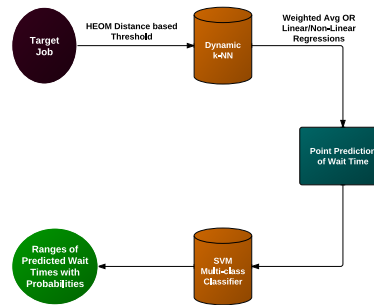 Target
Job
HEOM Distance based
Threshold
Dynamic
k-NN
Weighted Avg OR
Linear/Non-Linear
Regressions
Point Prediction
of Wait Time
SVM
Multi-class
Classifier
Ranges of
Predicted Wait
Times with
Probabilities